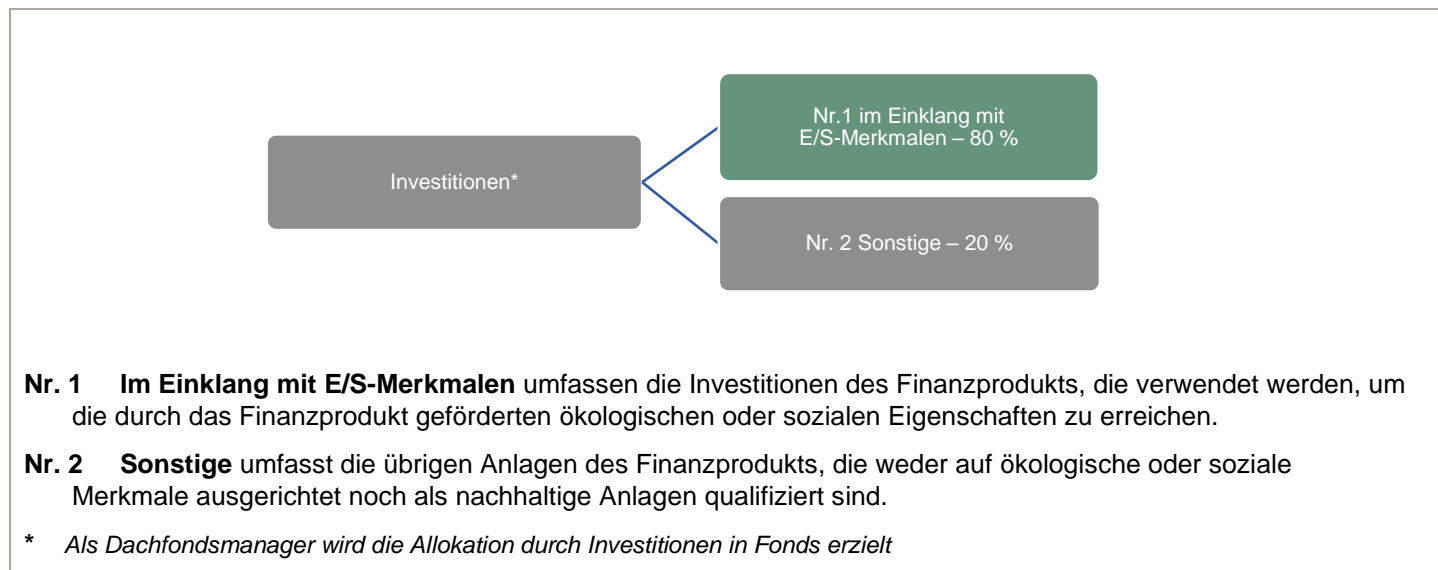 Nr.1 im Einklang mit
E/S-Merkmalen – 80 %
Investitionen*
Nr. 2 Sonstige – 20 %
Nr. 1 Im Einklang mit E/S-Merkmalen umfassen die Investitionen des Finanzprodukts, die verwendet werden, um
die durch das Finanzprodukt geförderten ökologischen oder sozialen Eigenschaften zu erreichen.
Nr. 2 Sonstige umfasst die übrigen Anlagen des Finanzprodukts, die weder auf ökologische oder soziale
Merkmale ausgerichtet noch als nachhaltige Anlagen qualifiziert sind.
* Als Dachfondsmanager wird die Allokation durch Investitionen in Fonds erzielt